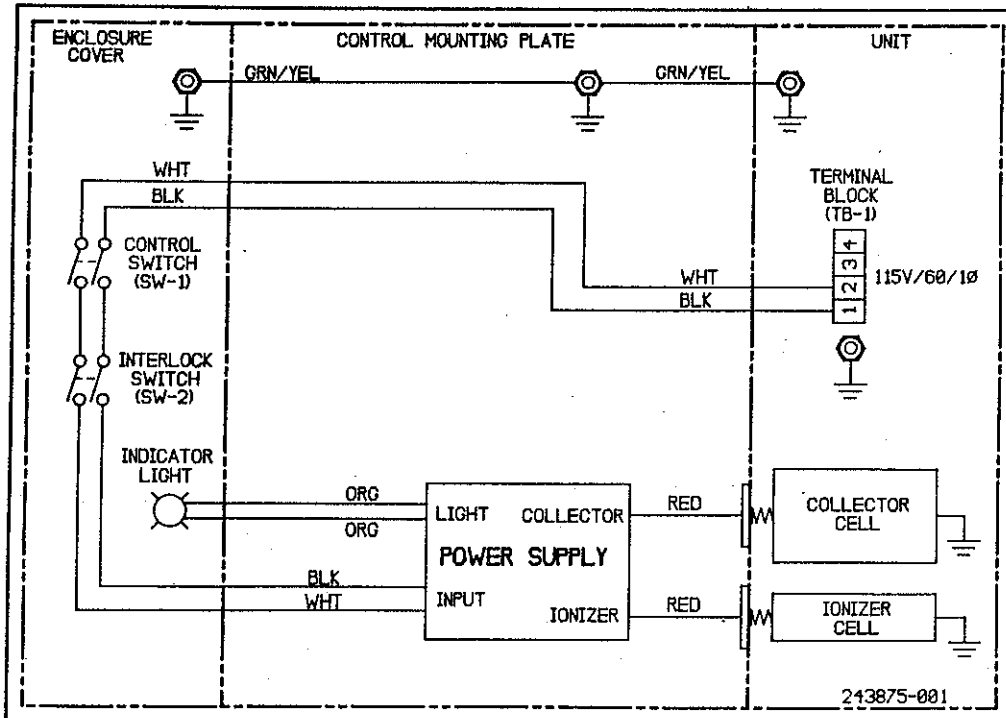 ENCLOSURE
COVER
CONTROL MOUNTING PLATE
UNIT
GRN/YEL
GRN/YEL
WHT
BLK
TERMINAL
BLOCK
(TB-1)
4
3
2
1
115V/60/1Ø
CONTROL
SWITCH
(SW-1)
WHT
BLK
INTERLOCK
SWITCH
(SW-2)
INDICATOR
LIGHT
ORG
ORG
LIGHT
COLLECTOR
POWER SUPPLY
INPUT
IONIZER
RED
COLLECTOR
CELL
BLK
WHT
RED
IONIZER
CELL
243875-001